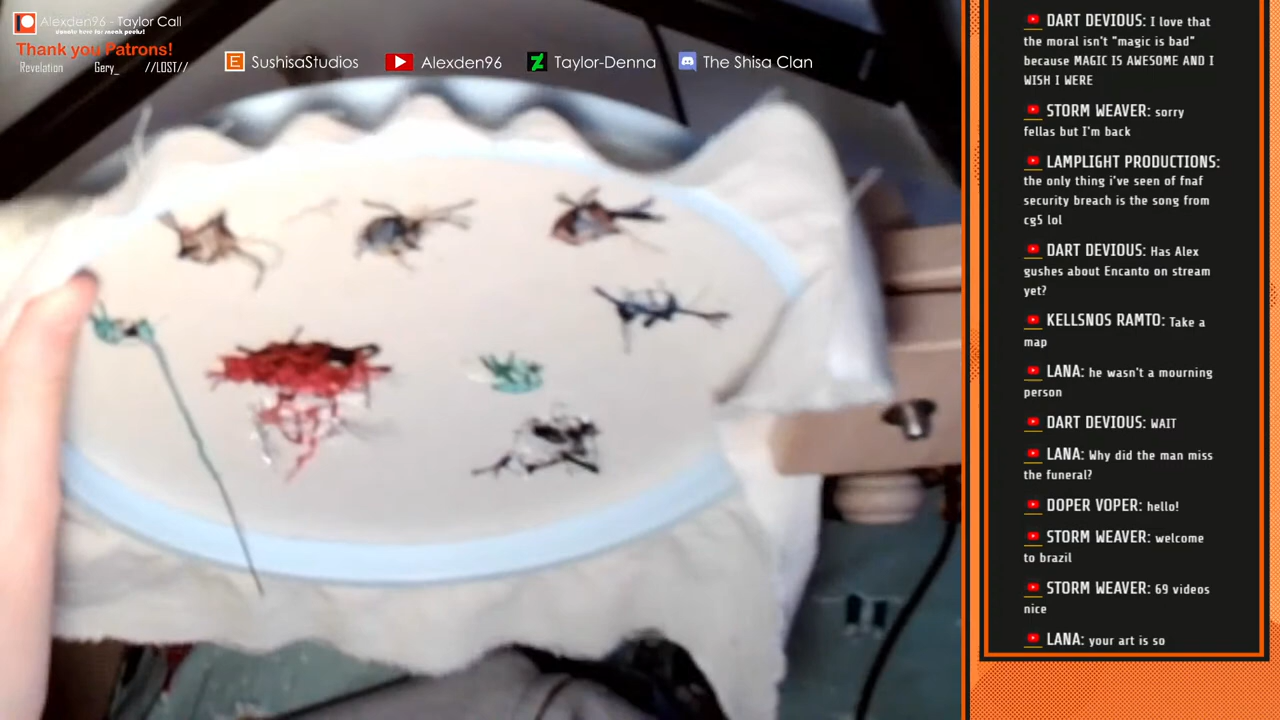 Alexden96 - Taylor Call
donate here for sneak peeks!
Thank you Patrons!
Revelation Gery_ //LOST//
SushisaStudios Alexden96 Taylor-Denna The Shisa Clan
DART DEVIOUS: I love that
the moral isn't "magic is bad"
because MAGIC IS AWESOME AND I
WISH I WERE
STORM WEAVER: sorry
fellas but I'm back
LAMPLIGHT PRODUCTIONS:
the only thing i've seen of fnaf
security breach is the song from
cg5 lol
DART DEVIOUS: Has Alex
gushes about Encanto on stream
yet?
KELLSNOS RAMTO: Take a
map
LANA: he wasn't a mourning
person
DART DEVIOUS: WAIT
LANA: Why did the man miss
the funeral?
DOPER VOPER: hello!
STORM WEAVER: welcome
to brazil
STORM WEAVER: 69 videos
nice
LANA: your art is so